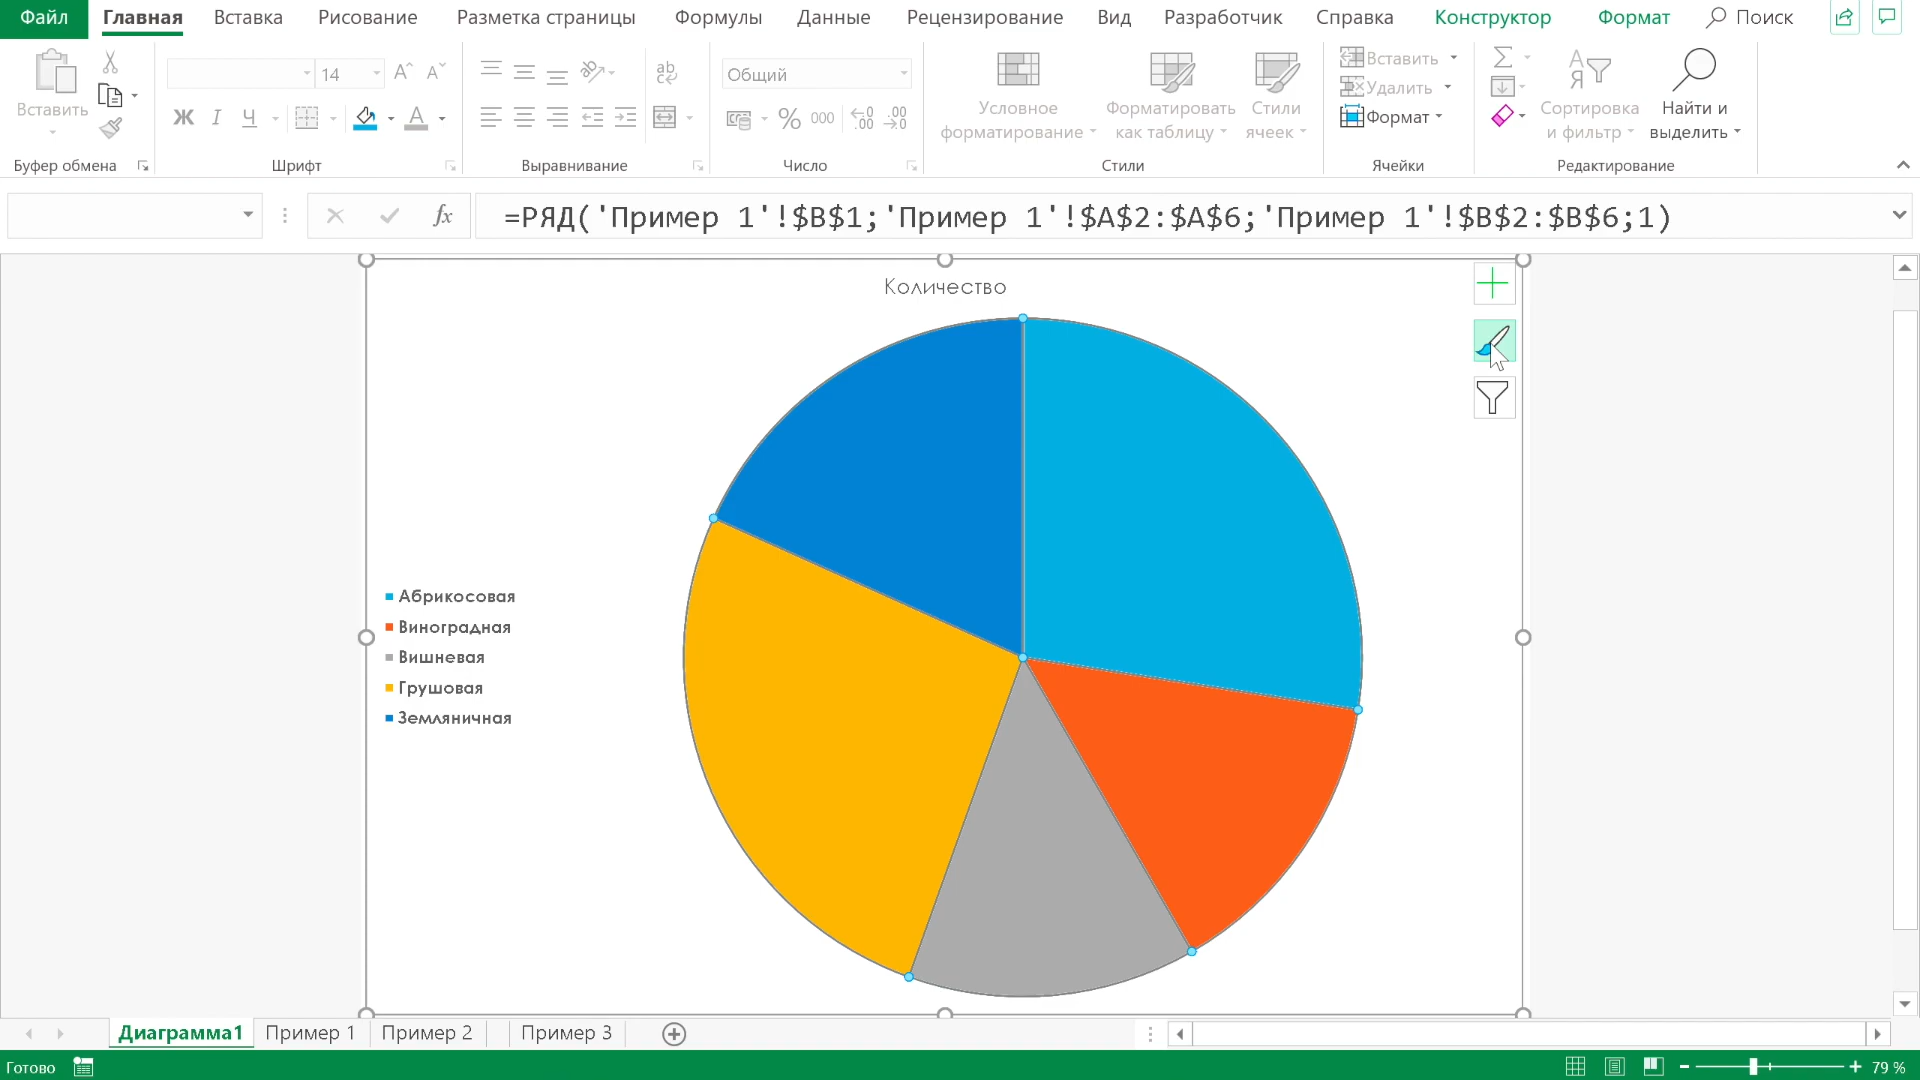 Файл Главная Вставка Рисование Разметка страницы Формулы Данные Рецензирование Вид Разработчик Справка Конструктор Формат Поиск
Вставить
Буфер обмена
14
Ж К Ч
Шрифт
ab
Выравнивание
Общий
% 000
Число
Условное форматирование
Форматировать как таблицу
Стили ячеек
Стили
Вставить
Удалить
Формат
Ячейки
Сортировка и фильтр
Найти и выделить
Редактирование
fx =РЯД('Пример 1'!$B$1;'Пример 1'!$A$2:$A$6;'Пример 1'!$B$2:$B$6;1)
Количество
Абрикосовая
Виноградная
Вишневая
Грушовая
Земляничная
Диаграмма1 Пример 1 Пример 2 Пример 3
Готово
79 %